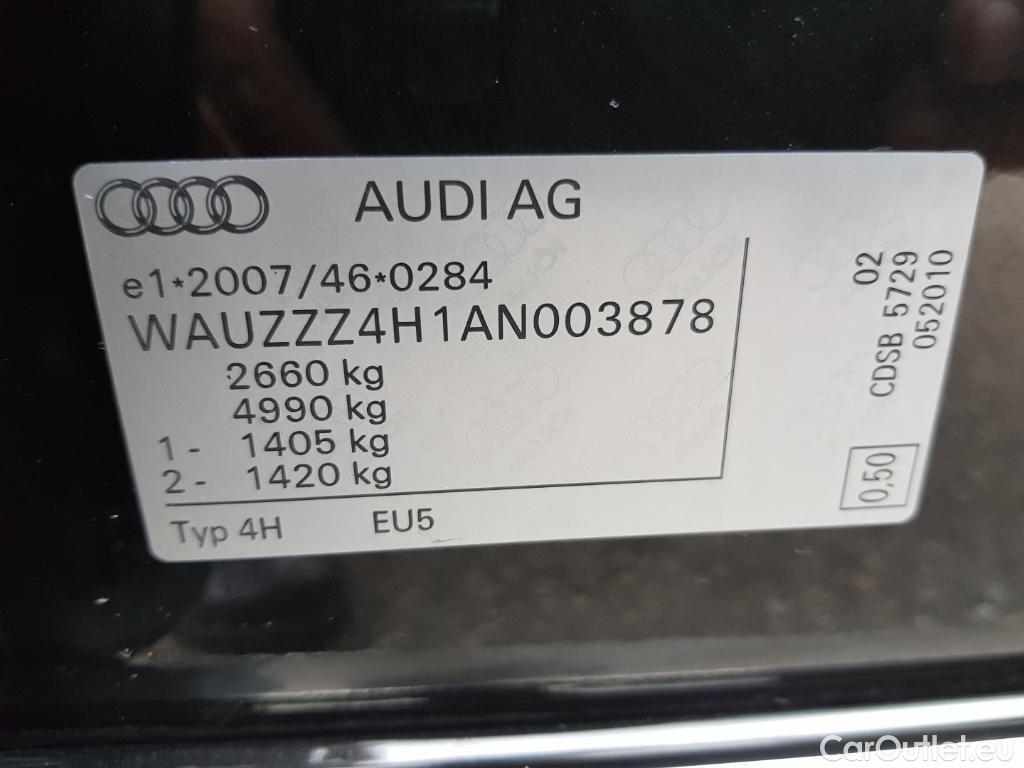 AUDI AG
e1*2007/46*0284
WAUZZZ4H1AN003878
2660 kg
4990 kg
1- 1405 kg
2- 1420 kg
Typ 4H EU5
02
CDSB 5729
052010
0,50
CarOutlet.eu